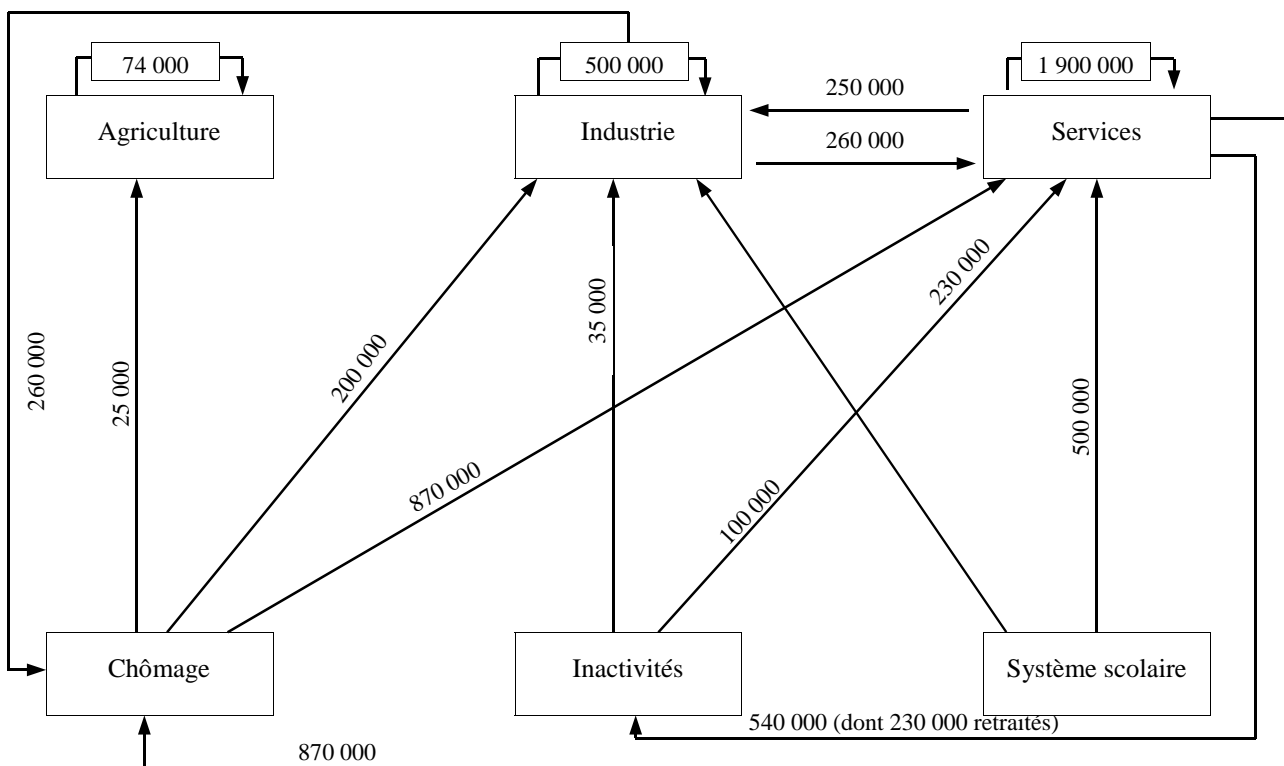 74 000
500 000
1 900 000
Agriculture
Industrie
Services
250 000
260 000
230 000
35 000
200 000
260 000
25 000
500 000
870 000
100 000
Chômage
Inactivités
Système scolaire
540 000 (dont 230 000 retraités)
870 000